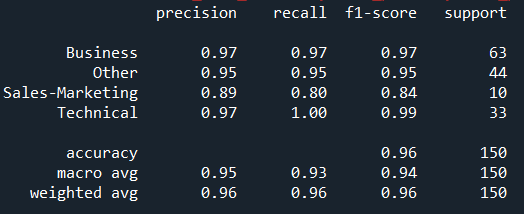 precision recall f1-score support
Business 0.97 0.97 0.97 63
Other 0.95 0.95 0.95 44
Sales-Marketing 0.89 0.80 0.84 10
Technical 0.97 1.00 0.99 33
accuracy 0.96 150
macro avg 0.95 0.93 0.94 150
weighted avg 0.96 0.96 0.96 150